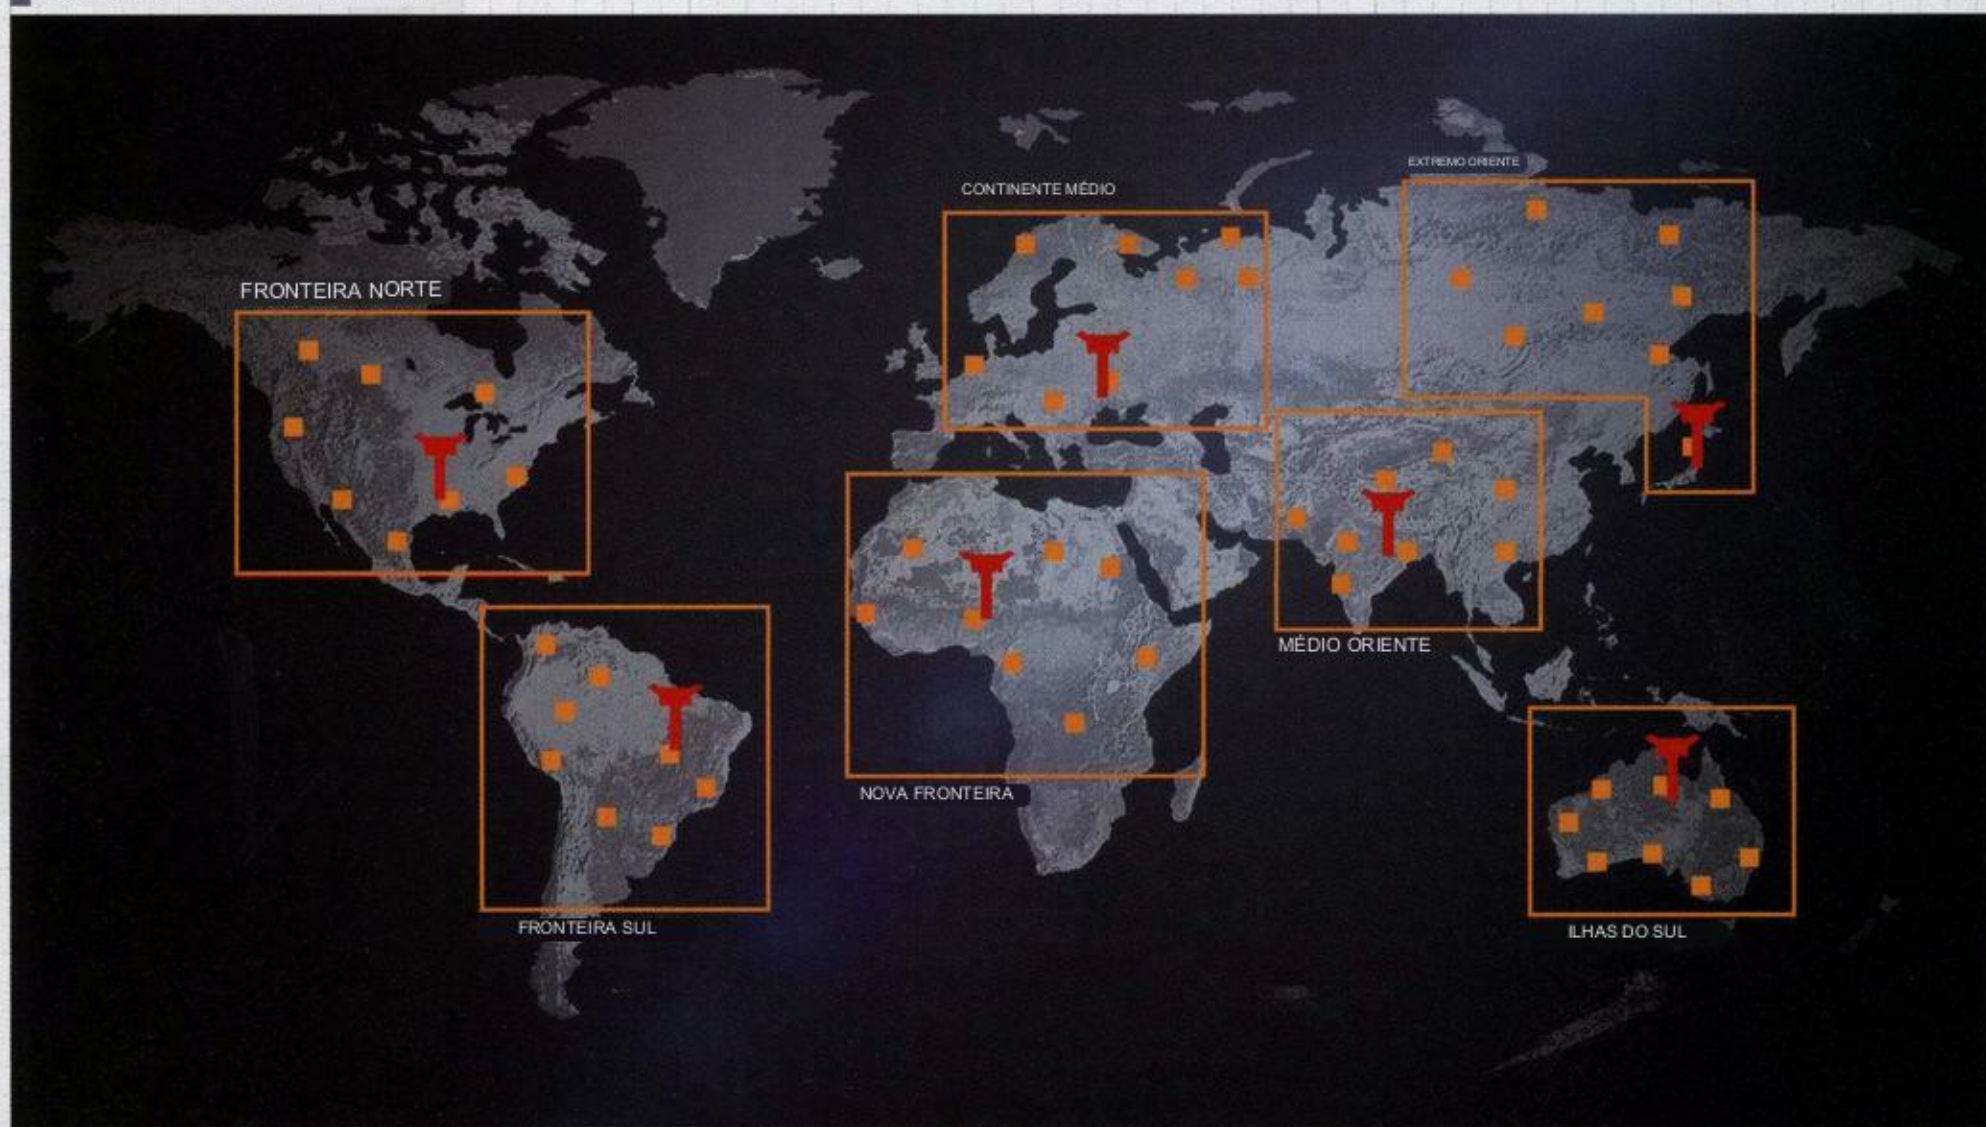 EXTREMO ORIENTE
CONTINENTE MÉDIO
FRONTEIRA NORTE
MÉDIO ORIENTE
NOVA FRONTEIRA
FRONTEIRA SUL
ILHAS DO SUL